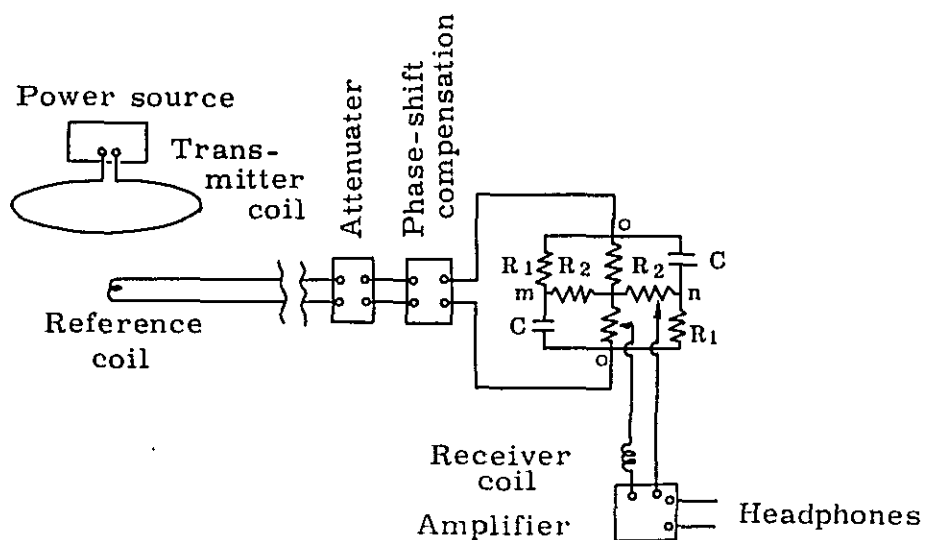 Power source
Trans-
mitter
coil
Attenuater
Phase-shift
compensation
Reference
coil
R1
R2
R2
C
m
n
C
R1
Receiver
coil
Amplifier
Headphones